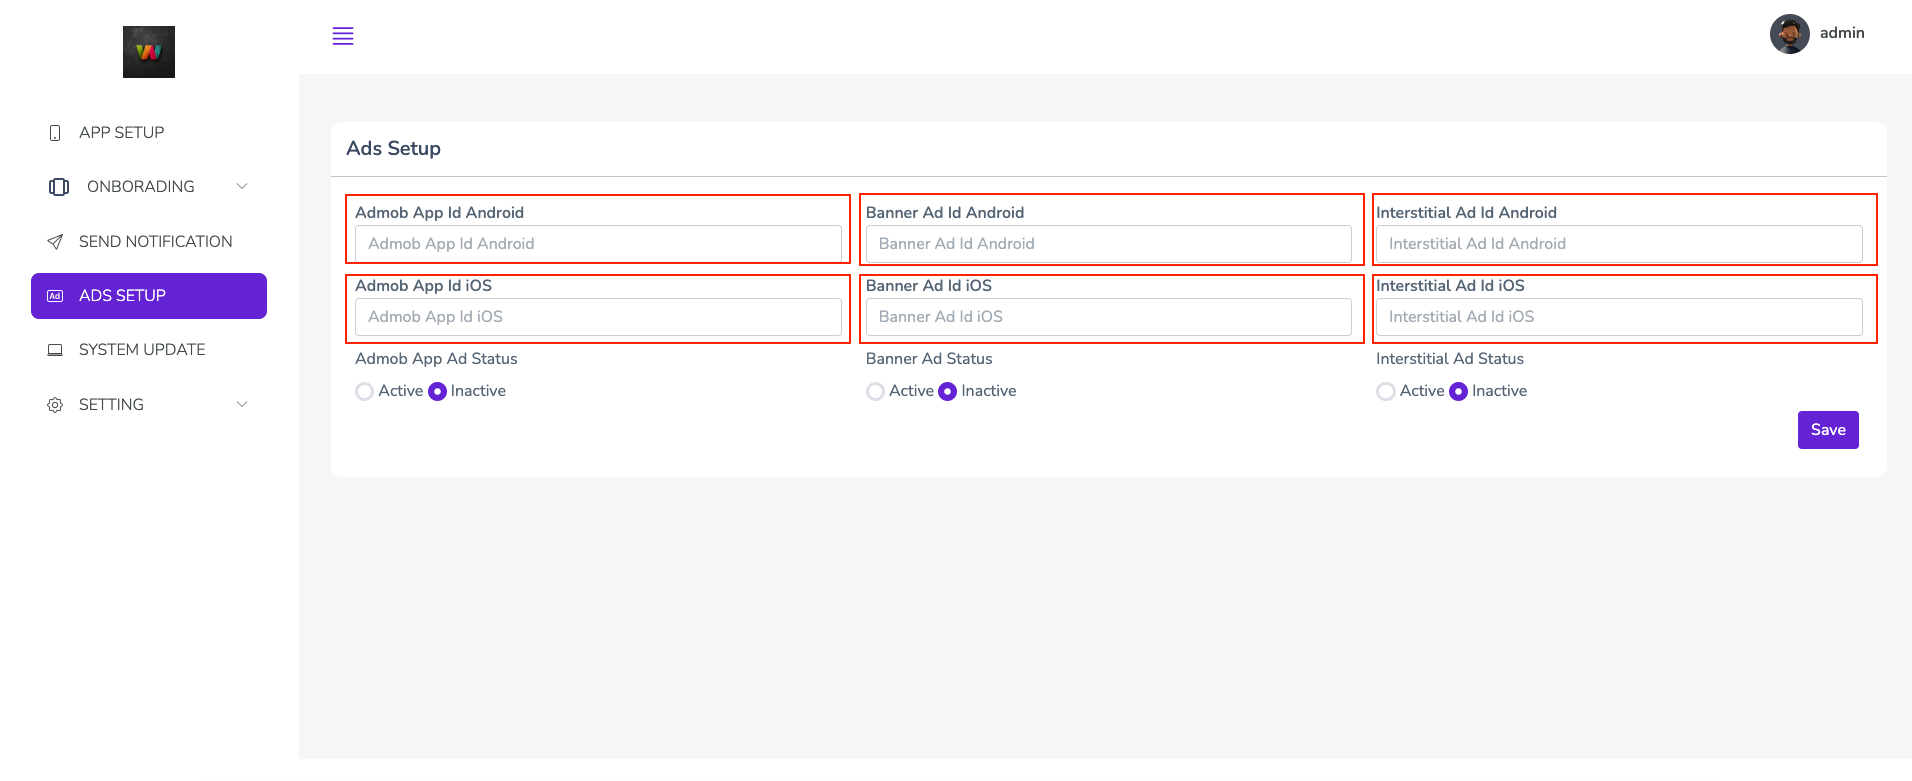 admin
APP SETUP
ONBORADING
SEND NOTIFICATION
Ad ADS SETUP
SYSTEM UPDATE
SETTING
Ads Setup
Admob App Id Android
Admob App Id Android
Banner Ad Id Android
Banner Ad Id Android
Interstitial Ad Id Android
Interstitial Ad Id Android
Admob App Id iOS
Admob App Id iOS
Banner Ad Id iOS
Banner Ad Id iOS
Interstitial Ad Id iOS
Interstitial Ad Id iOS
Admob App Ad Status
Active Inactive
Banner Ad Status
Active Inactive
Interstitial Ad Status
Active Inactive
Save